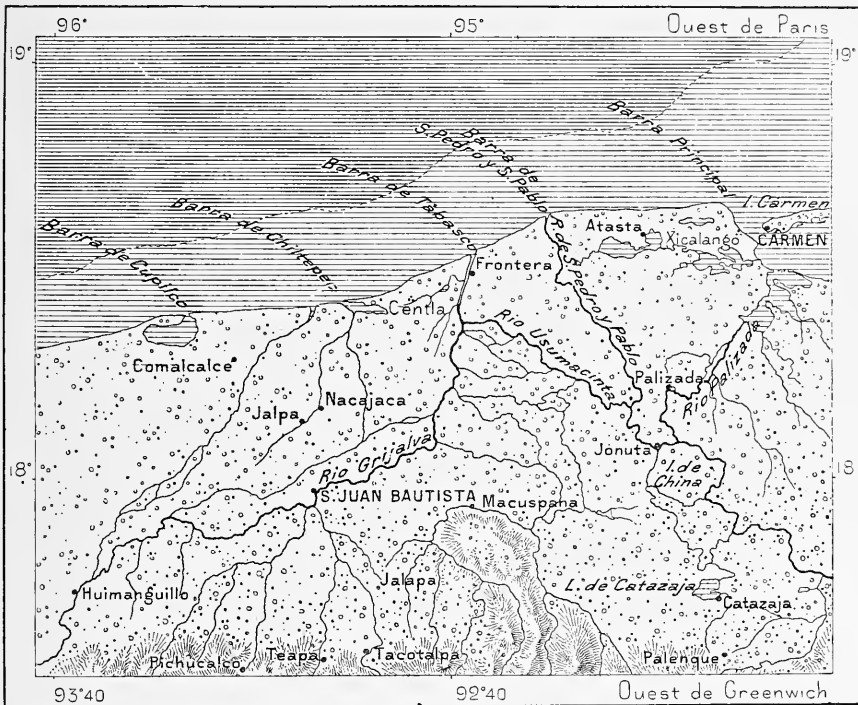 96°
95°
Ouest de Paris
19°
19°
Barra Principal
Barra de
S. Pedro y S. Pablo
Barra de Tabasco
Barra de Chiltepez
Barra de Cupilco
I. Carmen
CARMEN
Atasta
Xicalango
R. de S. Pedro y Pablo
Frontera
Centla
Rio Usumacinta
Comalcalce
Palizada
Rio Palizada
Nacajaca
Jalpa
Jonuta
Rio Grijalva
18
18
I. de
China
S. JUAN BAUTISTA
Macuspana
Jalapa
L. de Catazaja
Catazaja
Huimanguillo
Pichucalco
Teapa
Tacotalpa
Palenque
93°40
92°40
Ouest de Greenwich